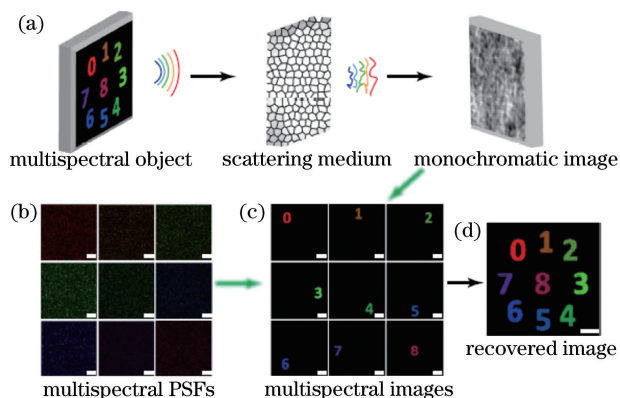 (a)
0 1 2
7 8 3
6 5 4
multispectral object
scattering medium
monochromatic image
(b)
multispectral PSFs
(c)
0
1
2
3
4
5
6
7
8
multispectral images
(d)
0 1 2
7 8 3
6 5 4
recovered image